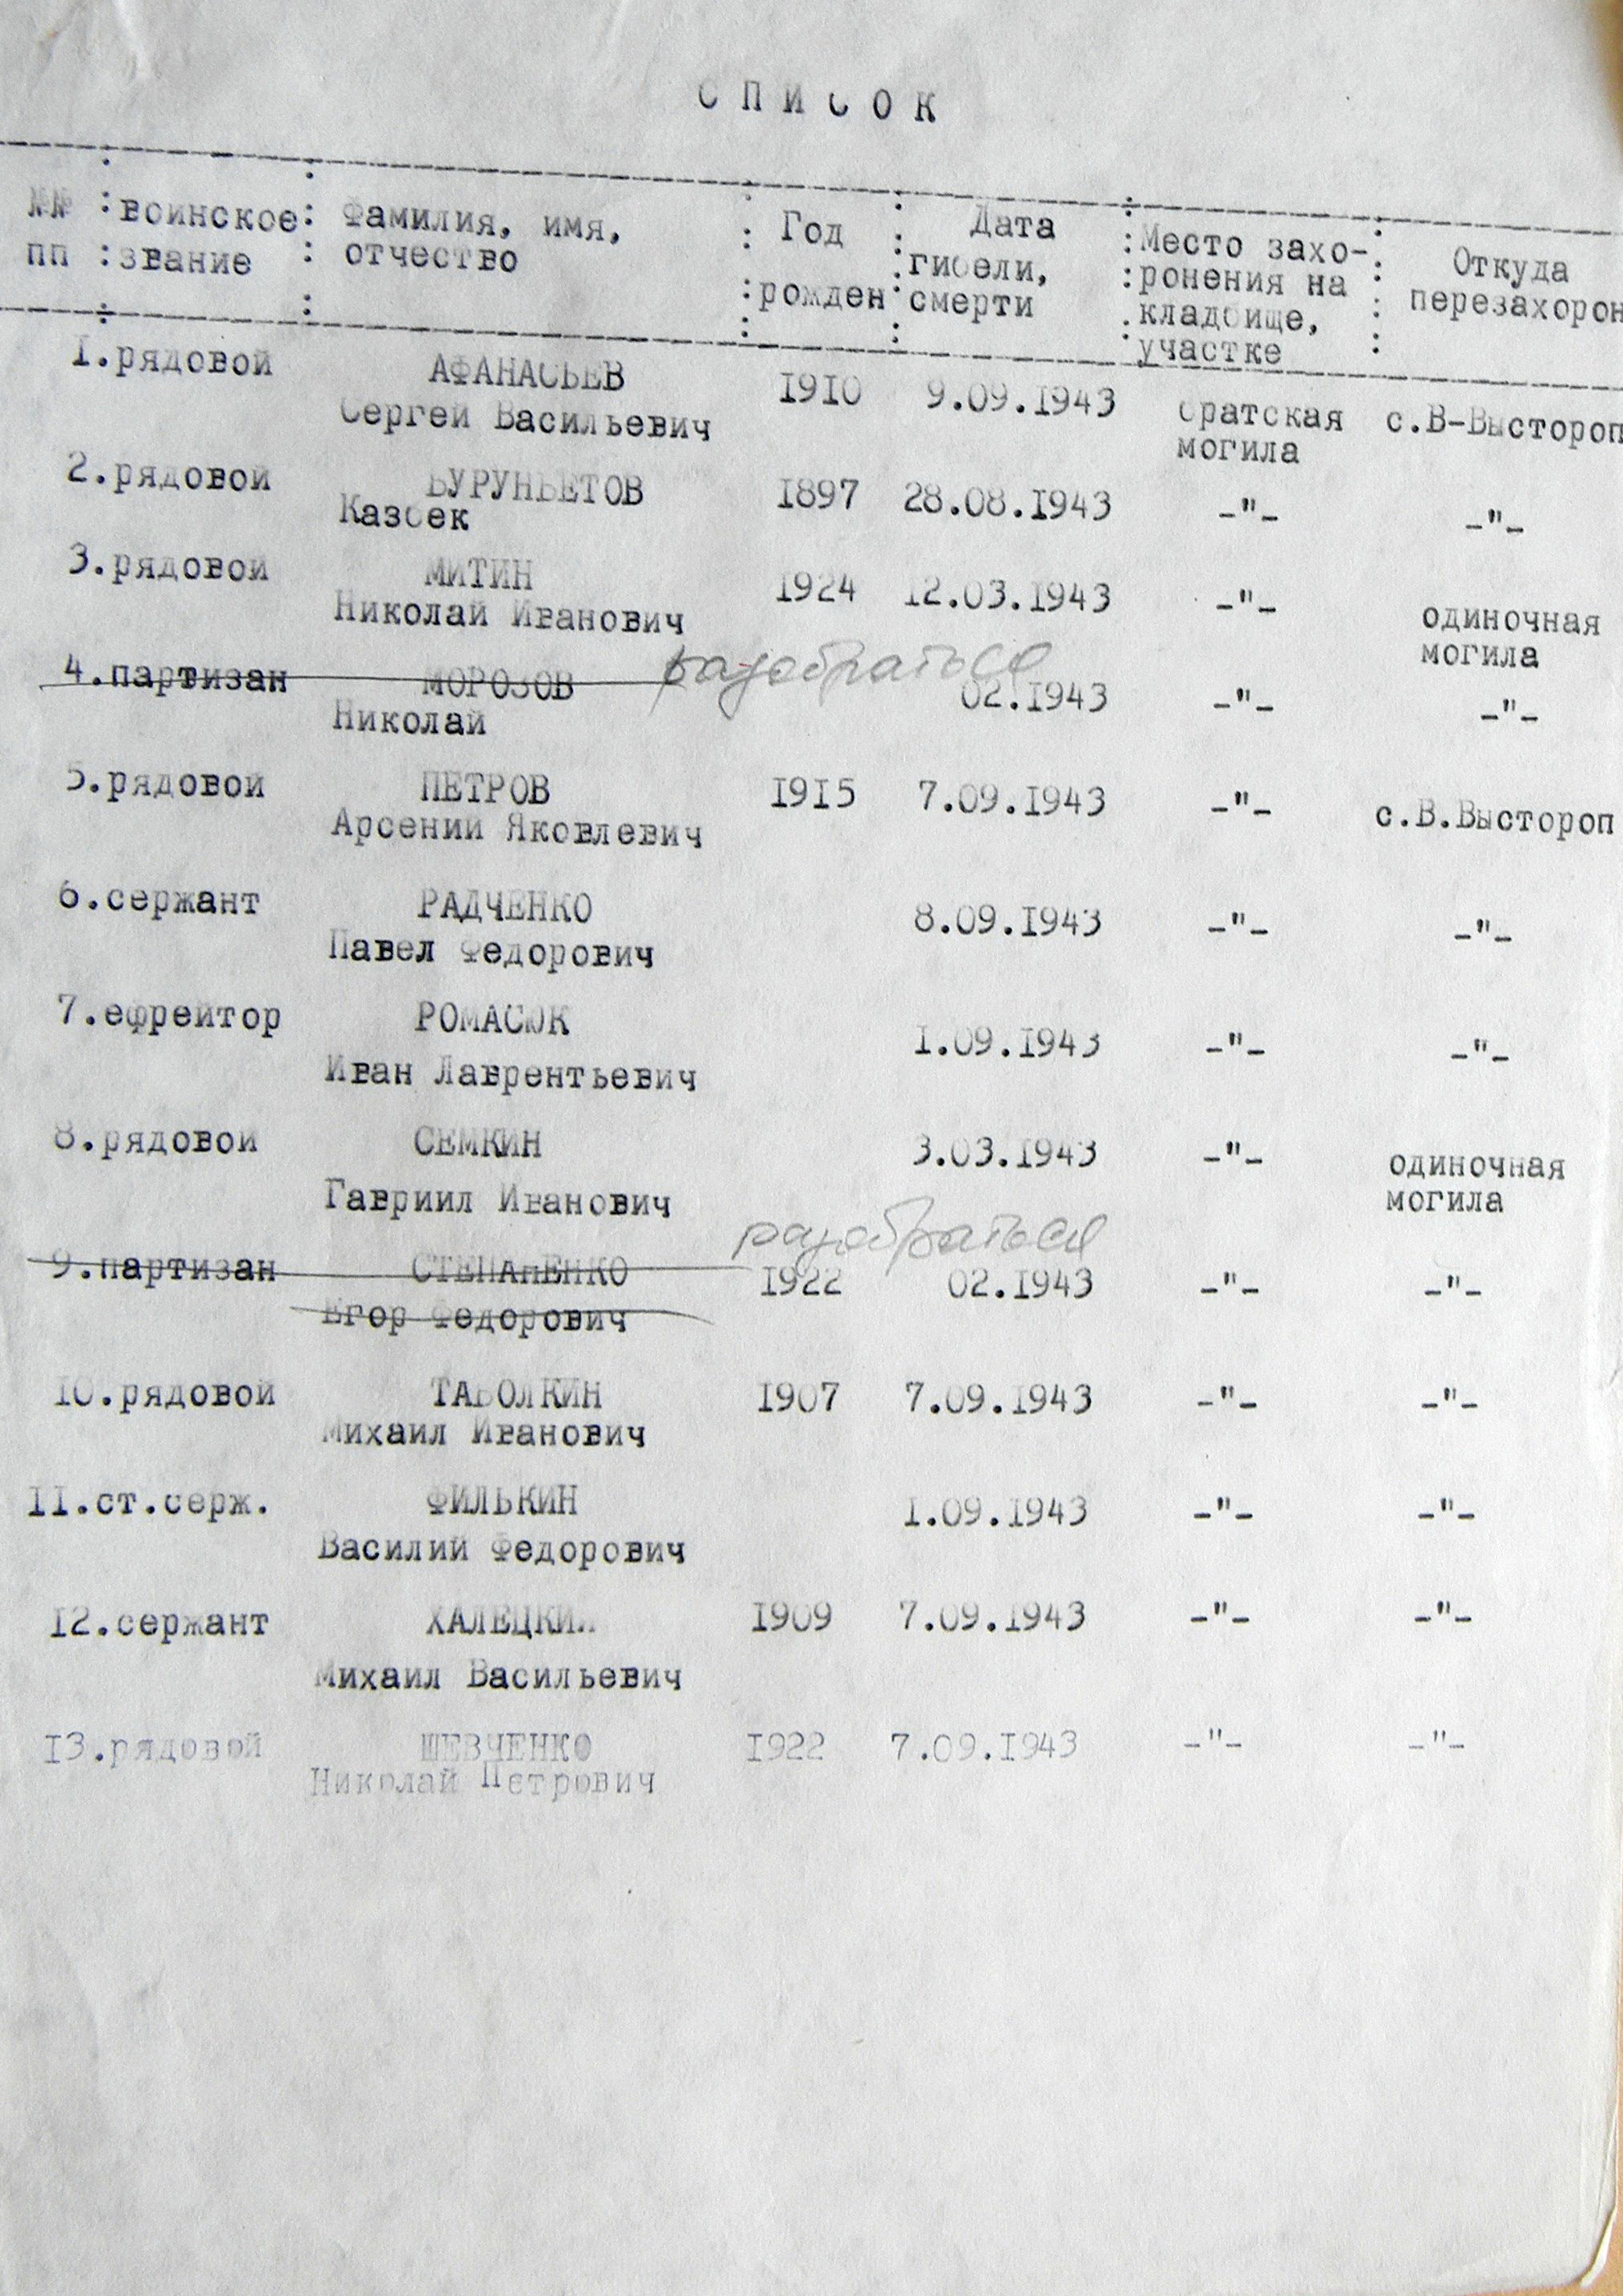 СПИСОК
№№ : воинское : Фамилия, имя, : Год : Дата : Место захо- : Откуда
пп : звание : отчество : рожден : гибели, смерти : ронения на кладбище, участке : перезахорон
1. рядовой АФАНАСЬЕВ 1910 9.09.1943 братская с.В-Выстороп
Сергей Васильевич могила
2. рядовой БУРУНБЕТОВ 1897 28.08.1943 -"- -"-
Казбек
3. рядовой МИТИН 1924 12.03.1943 -"- одиночная
Николай Иванович могила
разобраться
4. партизан МОРОЗОВ 02.1943 -"- -"-
Николай
5. рядовой ПЕТРОВ 1915 7.09.1943 -"- с.В.Выстороп
Арсений Яковлевич
6. сержант РАДЧЕНКО 8.09.1943 -"- -"-
Павел Федорович
7. ефрейтор РОМАСЮК 1.09.1943 -"- -"-
Иван Лаврентьевич
8. рядовой СЕМКИН 3.03.1943 -"- одиночная
Гавриил Иванович могила
разобраться
9. партизан СТЕПАНЕНКО 1922 02.1943 -"- -"-
Егор Федорович
10. рядовой ТАБОЛКИН 1907 7.09.1943 -"- -"-
Михаил Иванович
11. ст.серж. ФИЛЬКИН 1.09.1943 -"- -"-
Василий Федорович
12. сержант ХАЛЕЦКИЙ 1909 7.09.1943 -"- -"-
Михаил Васильевич
13. рядовой ШЕВЧЕНКО 1922 7.09.1943 -"- -"-
Николай Петрович